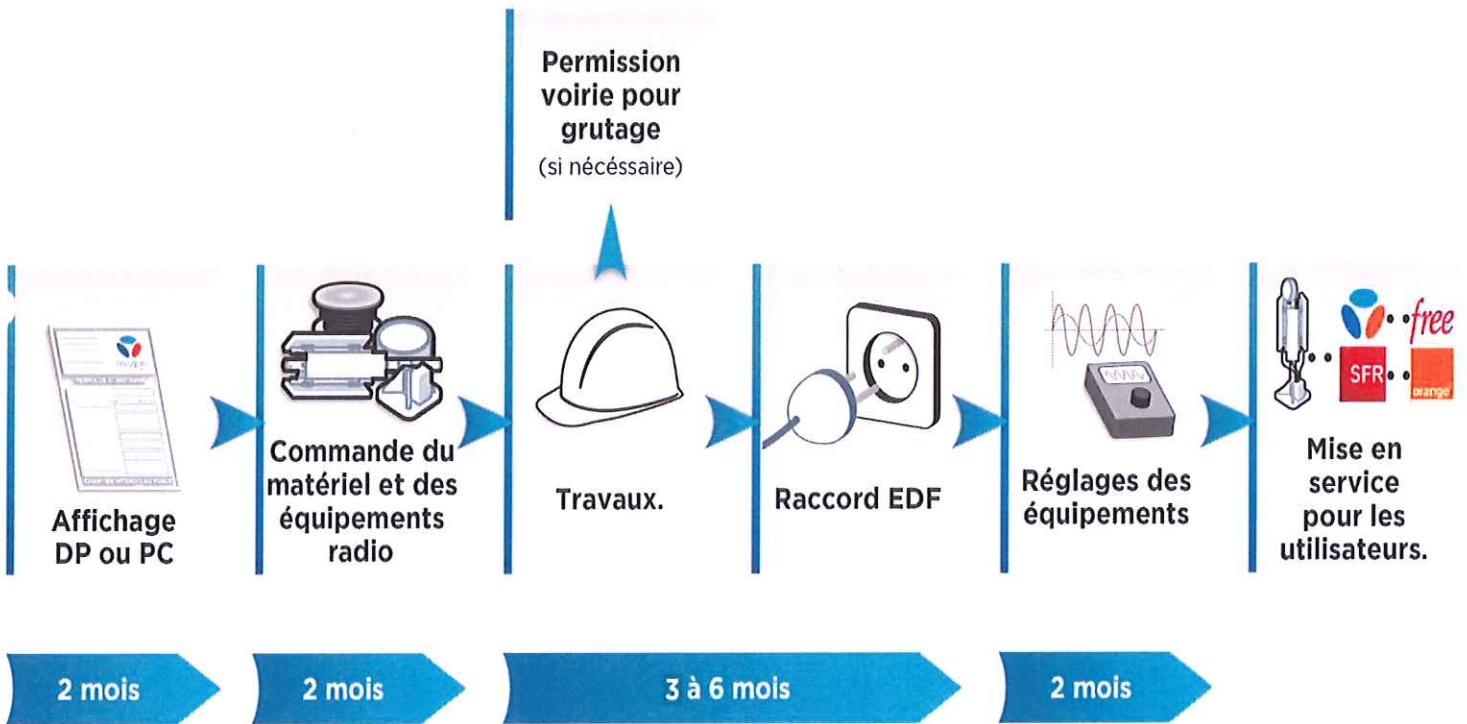 Permission
voirie pour
grutage
(si nécéssaire)
free
SFR
orange
Affichage
DP ou PC
Commande du
matériel et des
équipements
radio
Travaux.
Raccord EDF
Réglages des
équipements
Mise en
service
pour les
utilisateurs.
2 mois
2 mois
3 à 6 mois
2 mois